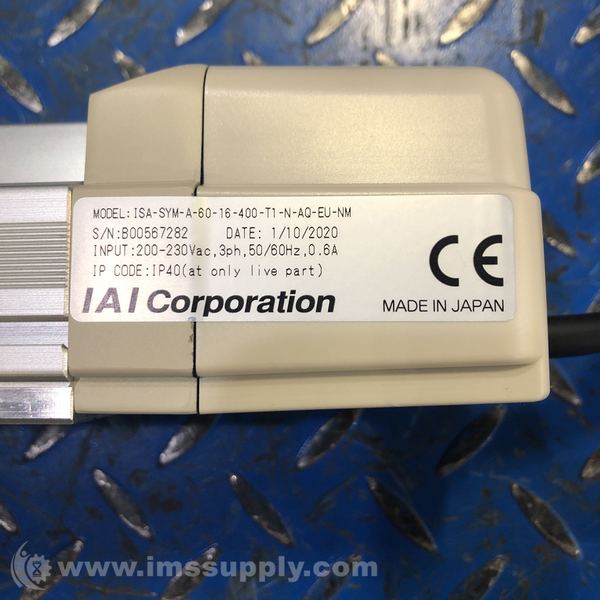 MODEL:ISA-SYM-A-60-16-400-T1-N-AQ-EU-NM
S/N:B00567282 DATE: 1/10/2020
INPUT:200-230Vac,3ph,50/60Hz,0.6A
IP CODE:IP40(at only live part)
IAI Corporation
CE
MADE IN JAPAN
www.imssupply.com